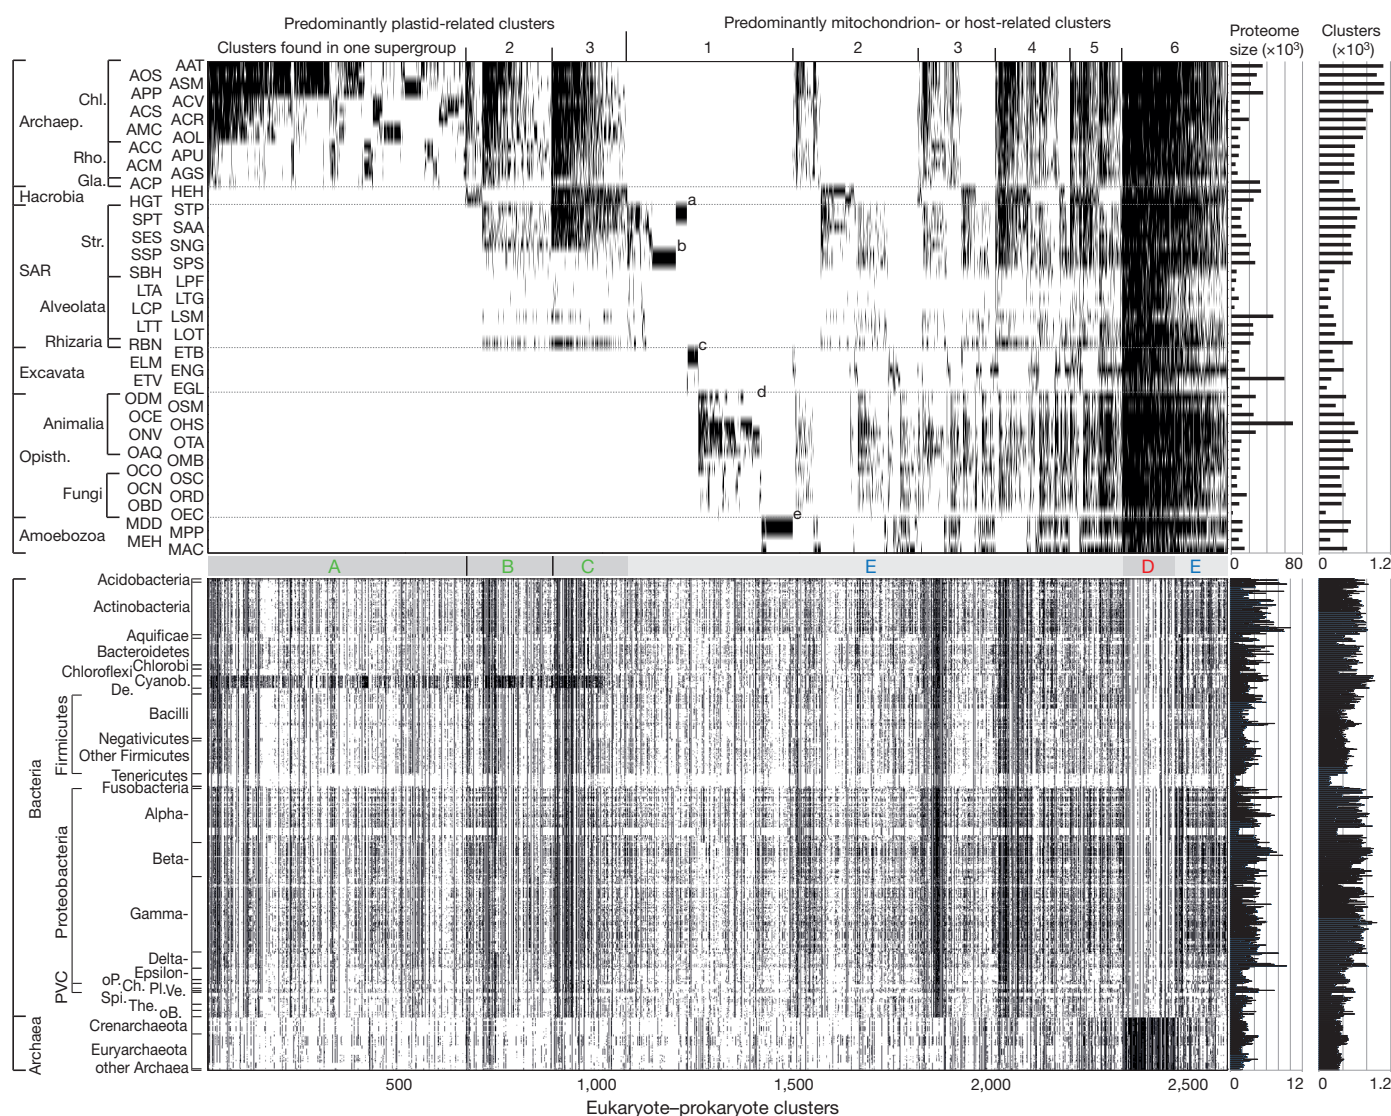 Predominantly plastid-related clusters
Predominantly mitochondrion- or host-related clusters
Proteome size (×10³)
Clusters (×10³)
Clusters found in one supergroup 2 3 1 2 3 4 5 6
AAT
AOS
ASM
Chl.
APP
ACV
ACS
Archaep.
ACR
AMC
AOL
ACC
Rho.
APU
ACM
AGS
Gla.
ACP
HEH
Hacrobia
HGT
a
STP
SPT
SAA
SES
Str.
SNG
b
SSP
SPS
SAR
SBH
LPF
LTA
LTG
Alveolata
LCP
LSM
LTT
LOT
Rhizaria
RBN
c
ETB
ELM
Excavata
ENG
ETV
EGL
d
ODM
OSM
OCE
Animalia
OHS
ONV
OTA
Opisth.
OAQ
OMB
OCO
OSC
OCN
Fungi
ORD
OBD
OEC
e
MDD
MPP
Amoebozoa
MEH
MAC
0 80
0 1.2
A B C E D E
Bacteria
Acidobacteria
Actinobacteria
Aquificae
Bacteroidetes
Chlorobi
Chloroflexi
Cyanob.
De.
Firmicutes
Bacilli
Negativicutes
Other Firmicutes
Tenericutes
Fusobacteria
Proteobacteria
Alpha-
Beta-
Gamma-
Delta-
Epsilon-
PVC
oP.
Ch.
Pl.
Ve.
Spi.
The.
oB.
Archaea
Crenarchaeota
Euryarchaeota
other Archaea
500 1,000 1,500 2,000 2,500
0 12
0 1.2
Eukaryote–prokaryote clusters